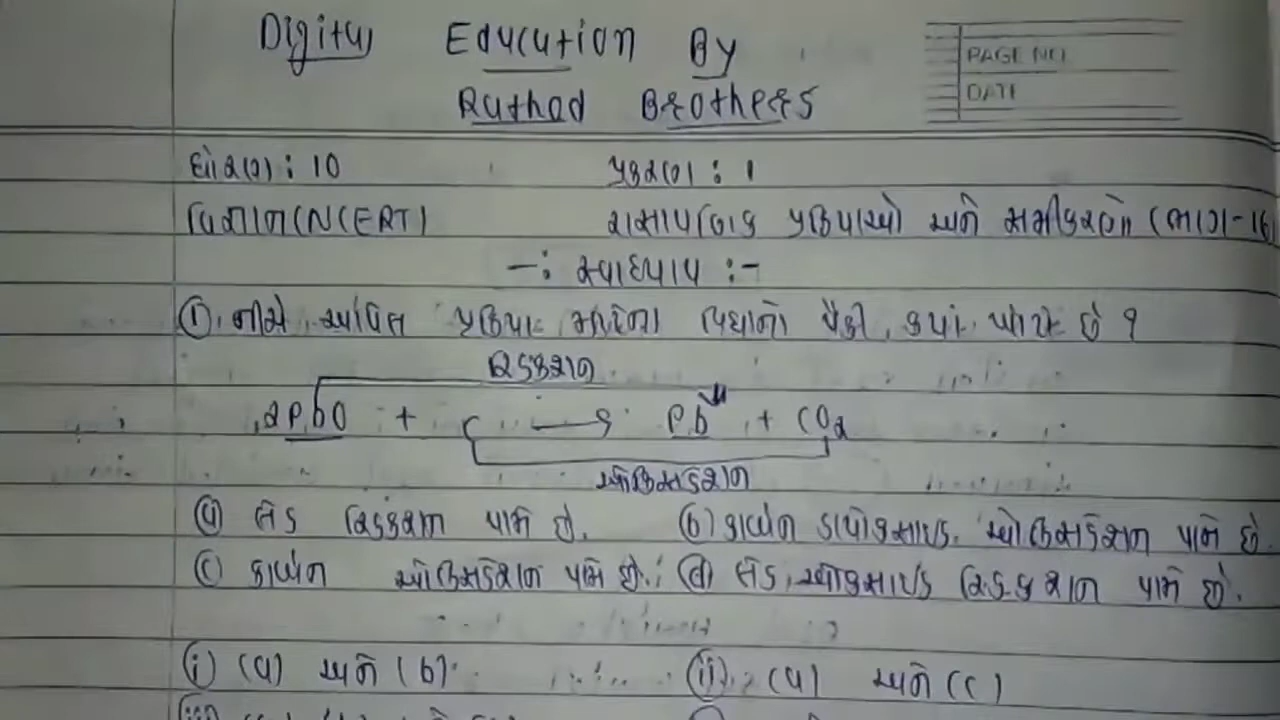 Digital Education By
Rathod Brothers
PAGE NO.
DATE
ધોરણ : 10 પ્રકરણ : 1
વિજ્ઞાન(NCERT) રાસાયણિક પ્રક્રિયાઓ અને સમીકરણો (ભાગ-16
-: સ્વાધ્યાય :-
① નીચે આપેલ પ્રક્રિયા માટેના વિધાનો પૈકી કયાં ખોટાં છે ?
રિડક્શન
2PbO + C → Pb + CO2
ઓક્સિડેશન
(a) લેડ રિડક્શન પામે છે. (b) કાર્બન ડાયોક્સાઇડ ઓક્સિડેશન પામે છે.
(c) કાર્બન ઓક્સિડેશન પામે છે. (d) લેડ ઓક્સાઇડ રિડક્શન પામે છે.
(i) (a) અને (b) (ii) (a) અને (c)